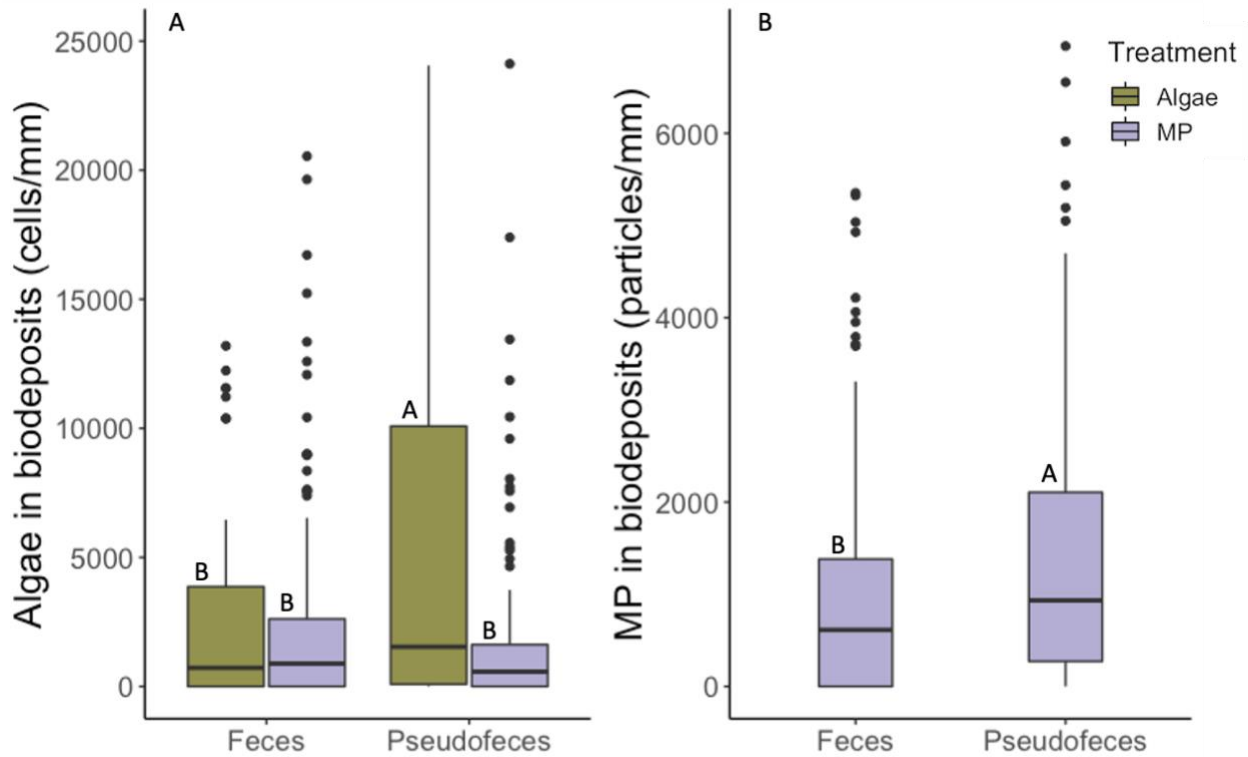 A
Algae in biodeposits (cells/mm)
25000
20000
15000
10000
5000
0
B
B
A
B
Feces
Pseudofeces
B
MP in biodeposits (particles/mm)
6000
4000
2000
0
B
A
Feces
Pseudofeces
Treatment
Algae
MP